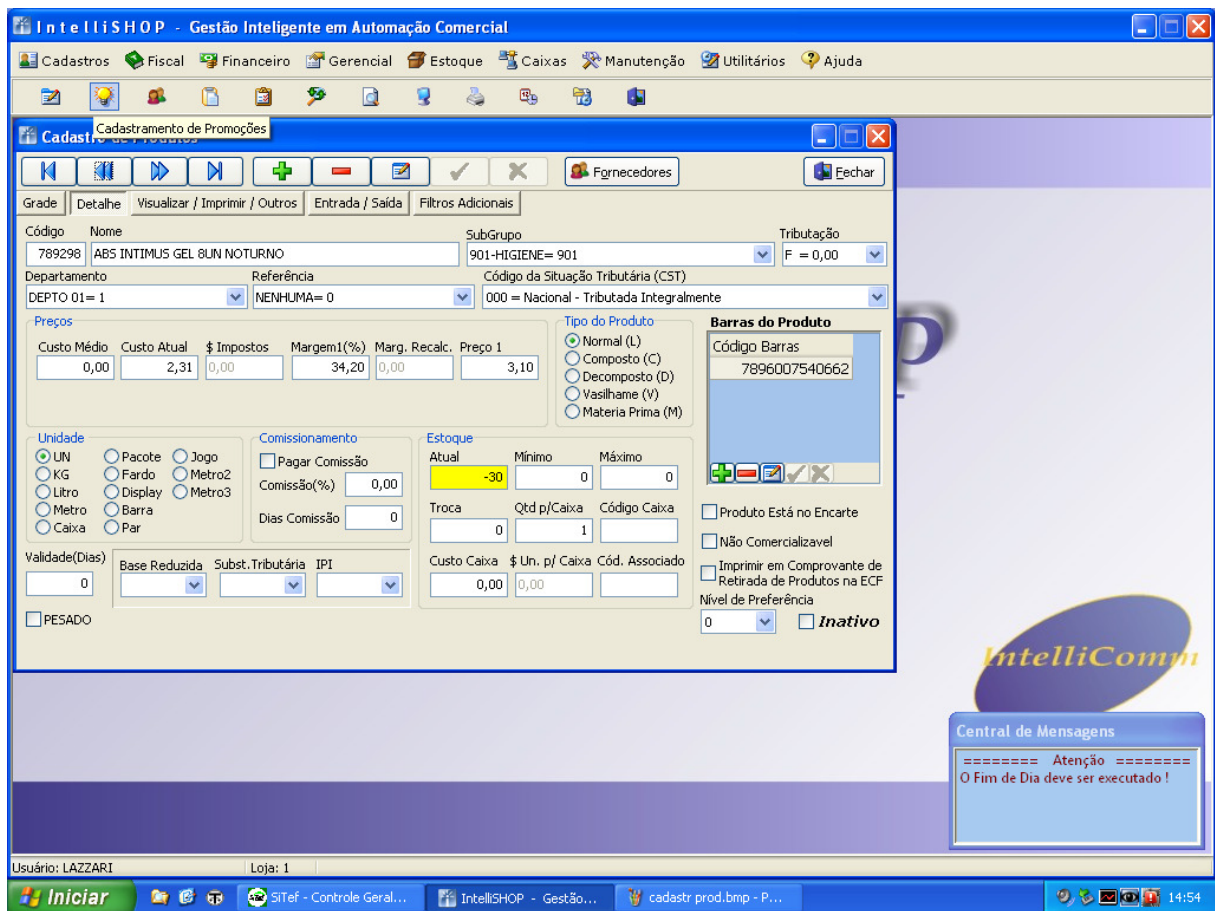 IntelliSHOP - Gestão Inteligente em Automação Comercial
Cadastros Fiscal Financeiro Gerencial Estoque Caixas Manutenção Utilitários Ajuda
Cadastramento de Promoções
Fornecedores Fechar
Grade Detalhe Visualizar / Imprimir / Outros Entrada / Saída Filtros Adicionais
Código Nome SubGrupo Tributação
789298 ABS INTIMUS GEL 8UN NOTURNO 901-HIGIENE= 901 F = 0,00
Departamento Referência Código da Situação Tributária (CST)
DEPTO 01= 1 NENHUMA= 0 000 = Nacional - Tributada Integralmente
Preços
Custo Médio Custo Atual $ Impostos Margem1(%) Marg. Recalc. Preço 1
0,00 2,31 0,00 34,20 0,00 3,10
Tipo do Produto
Normal (L)
Composto (C)
Decomposto (D)
Vasilhame (V)
Materia Prima (M)
Barras do Produto
Código Barras
7896007540662
Unidade
UN Pacote Jogo
KG Fardo Metro2
Litro Display Metro3
Metro Barra
Caixa Par
Comissionamento
Pagar Comissão
Comissão(%) 0,00
Dias Comissão 0
Estoque
Atual Mínimo Máximo
-30 0 0
Troca Qtd p/Caixa Código Caixa
0 1
Custo Caixa $ Un. p/ Caixa Cód. Associado
0,00 0,00
Produto Está no Encarte
Não Comercializavel
Imprimir em Comprovante de
Retirada de Produtos na ECF
Nível de Preferência
0 Inativo
Validade(Dias) Base Reduzida Subst.Tributária IPI
0
PESADO
IntelliComm
Central de Mensagens
======== Atenção ========
O Fim de Dia deve ser executado !
Usuário: LAZZARI Loja: 1
Iniciar SiTef - Controle Geral... IntelliSHOP - Gestão... cadastr prod.bmp - P... 14:54